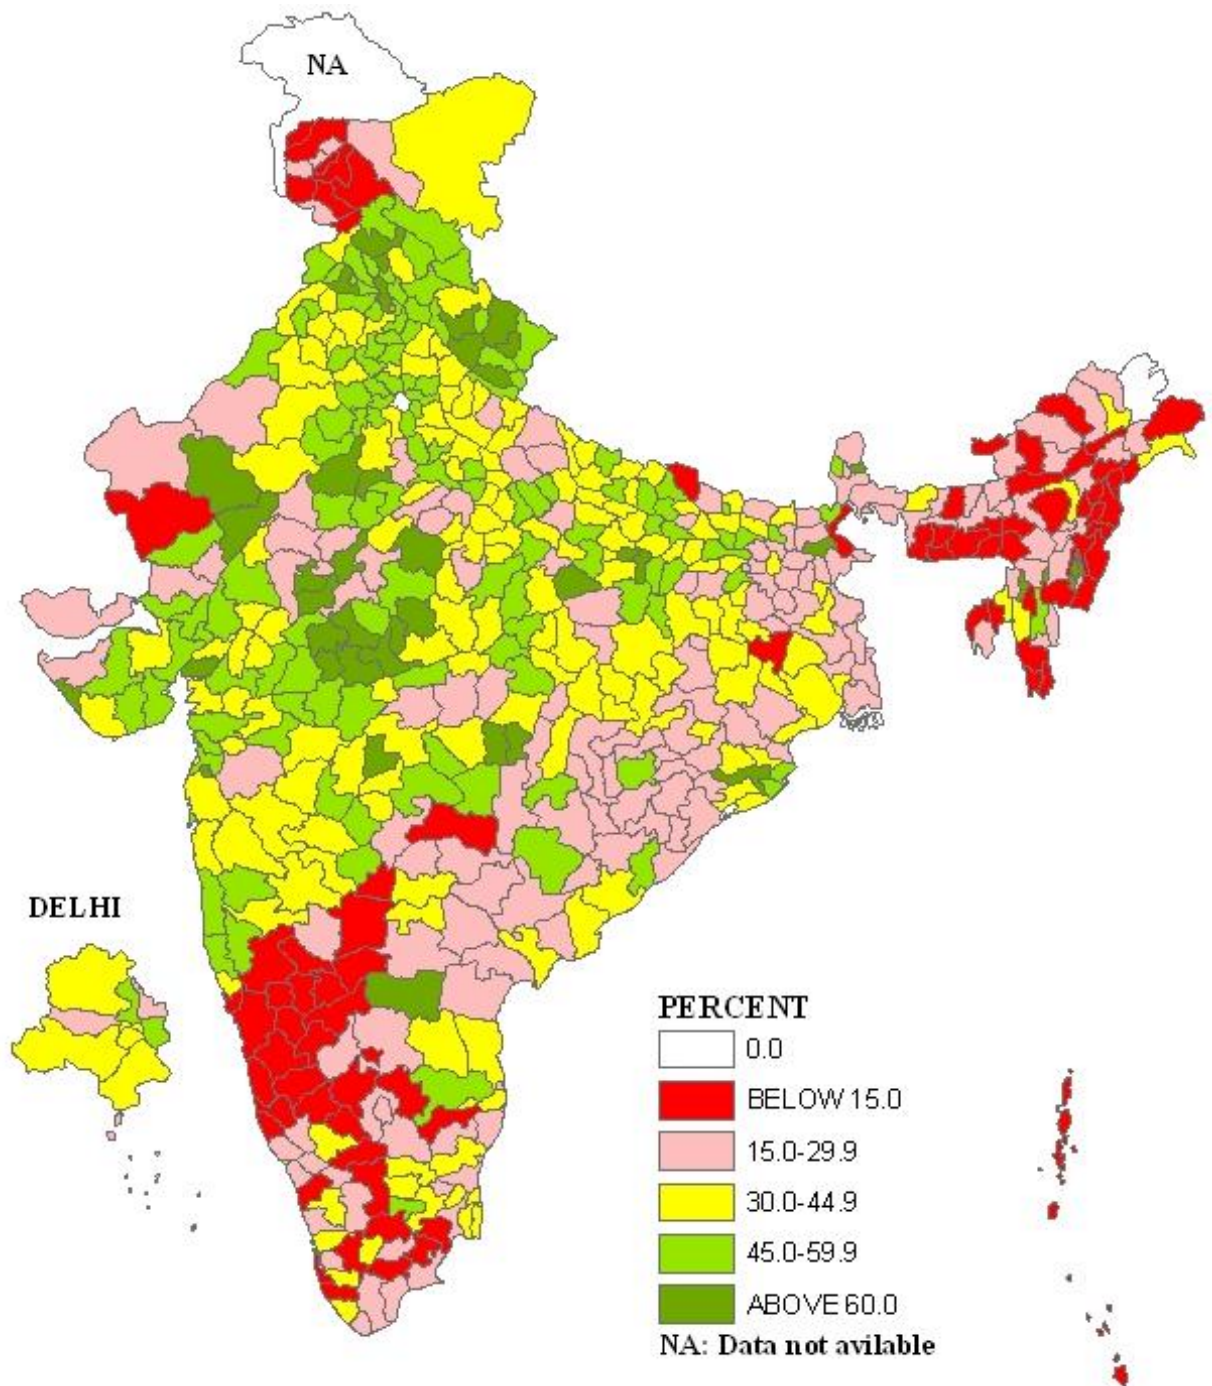 NA
DELHI
PERCENT
0.0
BELOW 15.0
15.0-29.9
30.0-44.9
45.0-59.9
ABOVE 60.0
NA: Data not avilable